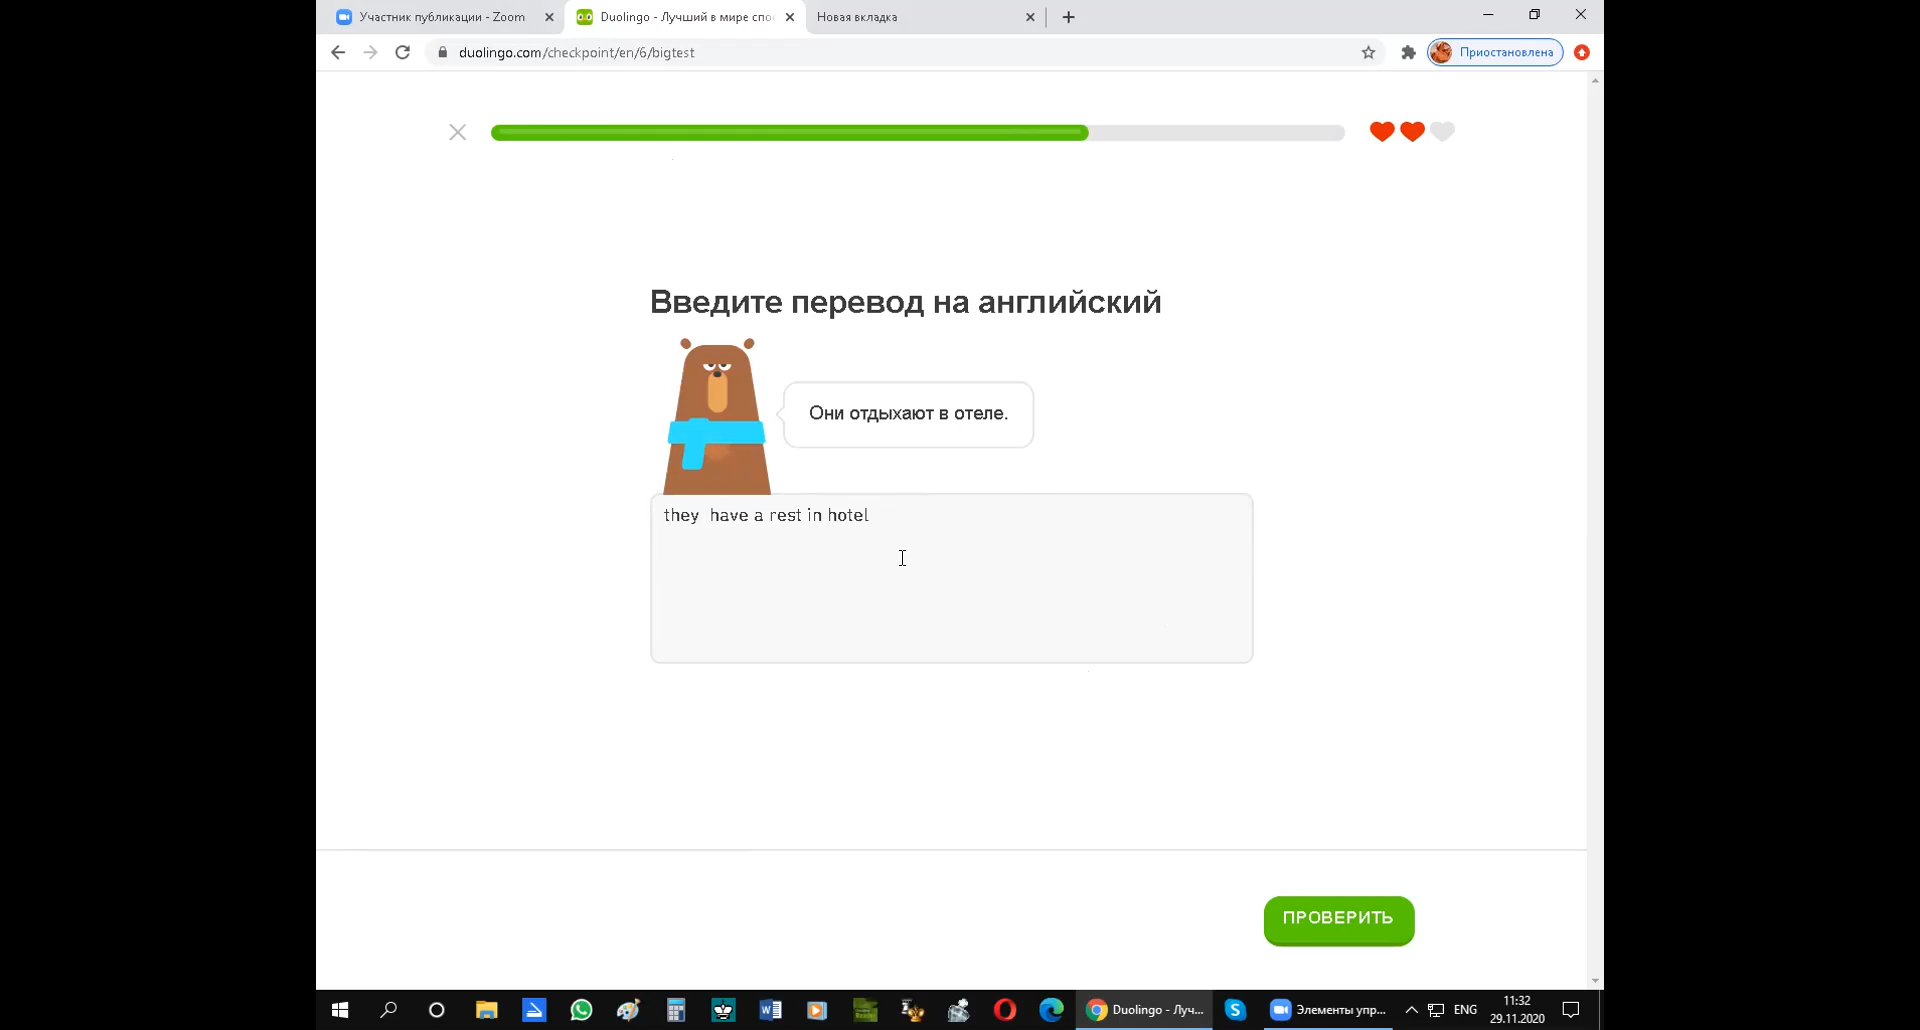 Участник публикации - Zoom
Duolingo - Лучший в мире спо
Новая вкладка
duolingo.com/checkpoint/en/6/bigtest
Приостановлена
Введите перевод на английский
Они отдыхают в отеле.
they  have a rest in hotel
ПРОВЕРИТЬ
Duolingo - Луч...
Элементы упр...
ENG
11:32
29.11.2020